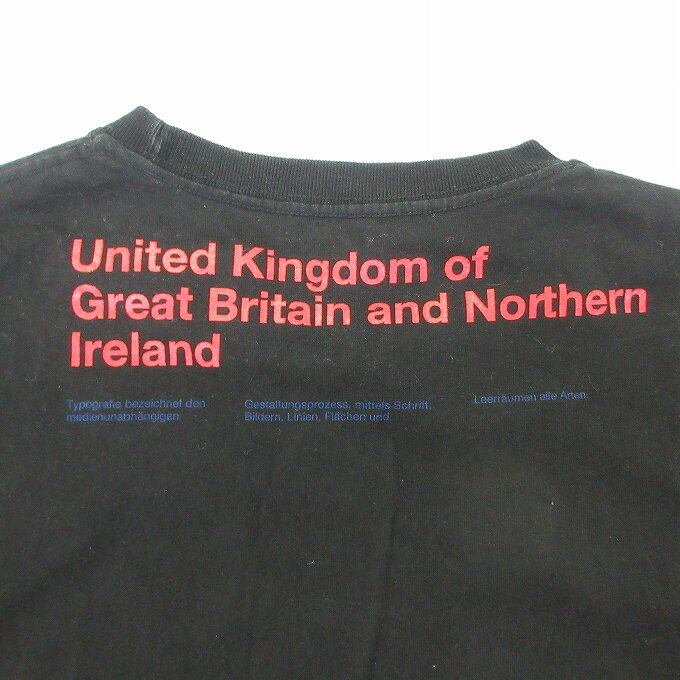 United Kingdom of
Great Britain and Northern
Ireland
Typografie bezeichnet den
medienunabhängigen
Gestaltungsprozess, mittels Schrift,
Bildern, Linien, Flächen und
Leerräumen alle Arten.